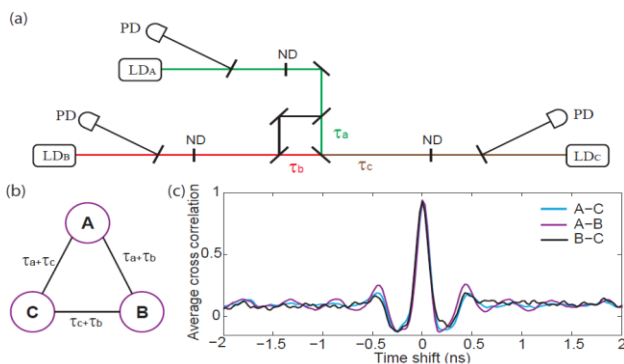 (a)
PD
LDA
ND
τa
PD
LDB
ND
τb
τc
ND
PD
LDC
(b)
A
τa+τc
τa+τb
C
B
τc+τb
(c)
Average cross correlation
1
0.5
0
A−C
A−B
B−C
−2 −1.5 −1 −0.5 0 0.5 1 1.5 2
Time shift (ns)